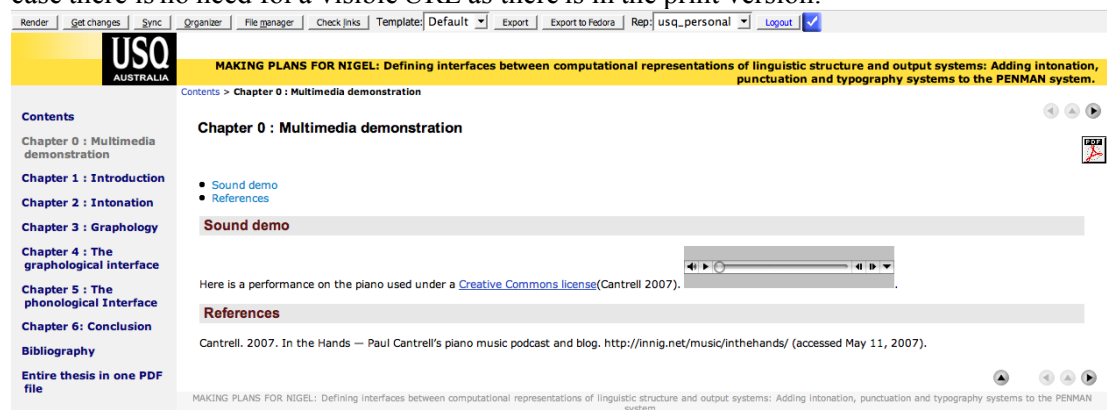 case there is no need for a visible URL as there is in the print version.
Render Get changes Sync Organizer File manager Check links Template: Default Export Export to Fedora Rep: usq_personal Logout
USQ
AUSTRALIA
MAKING PLANS FOR NIGEL: Defining interfaces between computational representations of linguistic structure and output systems: Adding intonation,
punctuation and typography systems to the PENMAN system.
Contents > Chapter 0 : Multimedia demonstration
Contents
Chapter 0 : Multimedia
demonstration
Chapter 1 : Introduction
Chapter 2 : Intonation
Chapter 3 : Graphology
Chapter 4 : The
graphological interface
Chapter 5 : The
phonological Interface
Chapter 6: Conclusion
Bibliography
Entire thesis in one PDF
file
Chapter 0 : Multimedia demonstration
PDF
• Sound demo
• References
Sound demo
Here is a performance on the piano used under a Creative Commons license(Cantrell 2007). .
References
Cantrell. 2007. In the Hands — Paul Cantrell's piano music podcast and blog. http://innig.net/music/inthehands/ (accessed May 11, 2007).
MAKING PLANS FOR NIGEL: Defining interfaces between computational representations of linguistic structure and output systems: Adding intonation, punctuation and typography systems to the PENMAN
system